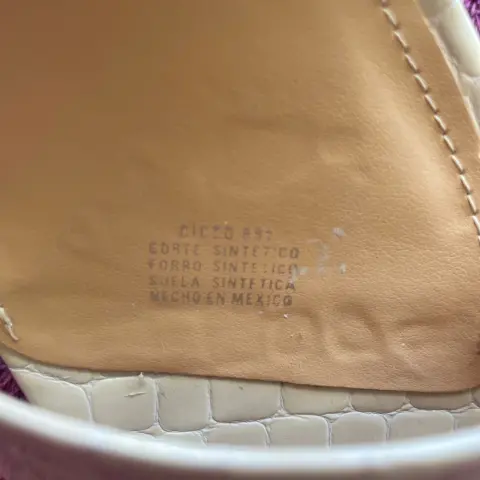 CORTE SINTETICO
FORRO SINTETICO
SUELA SINTETICA
HECHO EN MEXICO